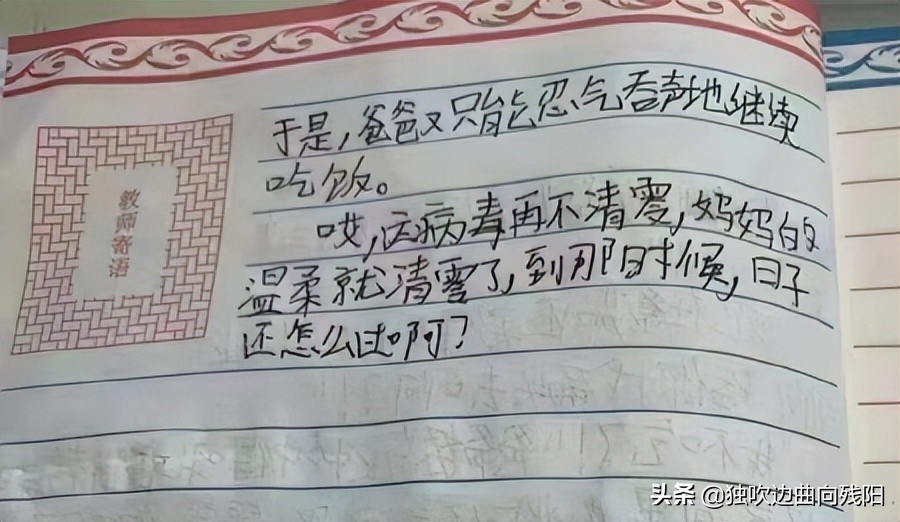 于是,爸爸又只能忍气吞声地继续
吃饭。
哎,这病毒再不清零,妈妈的
温柔就清零了,到那时候,日子
还怎么过啊?
教师寄语
头条 @独吹边曲向残阳